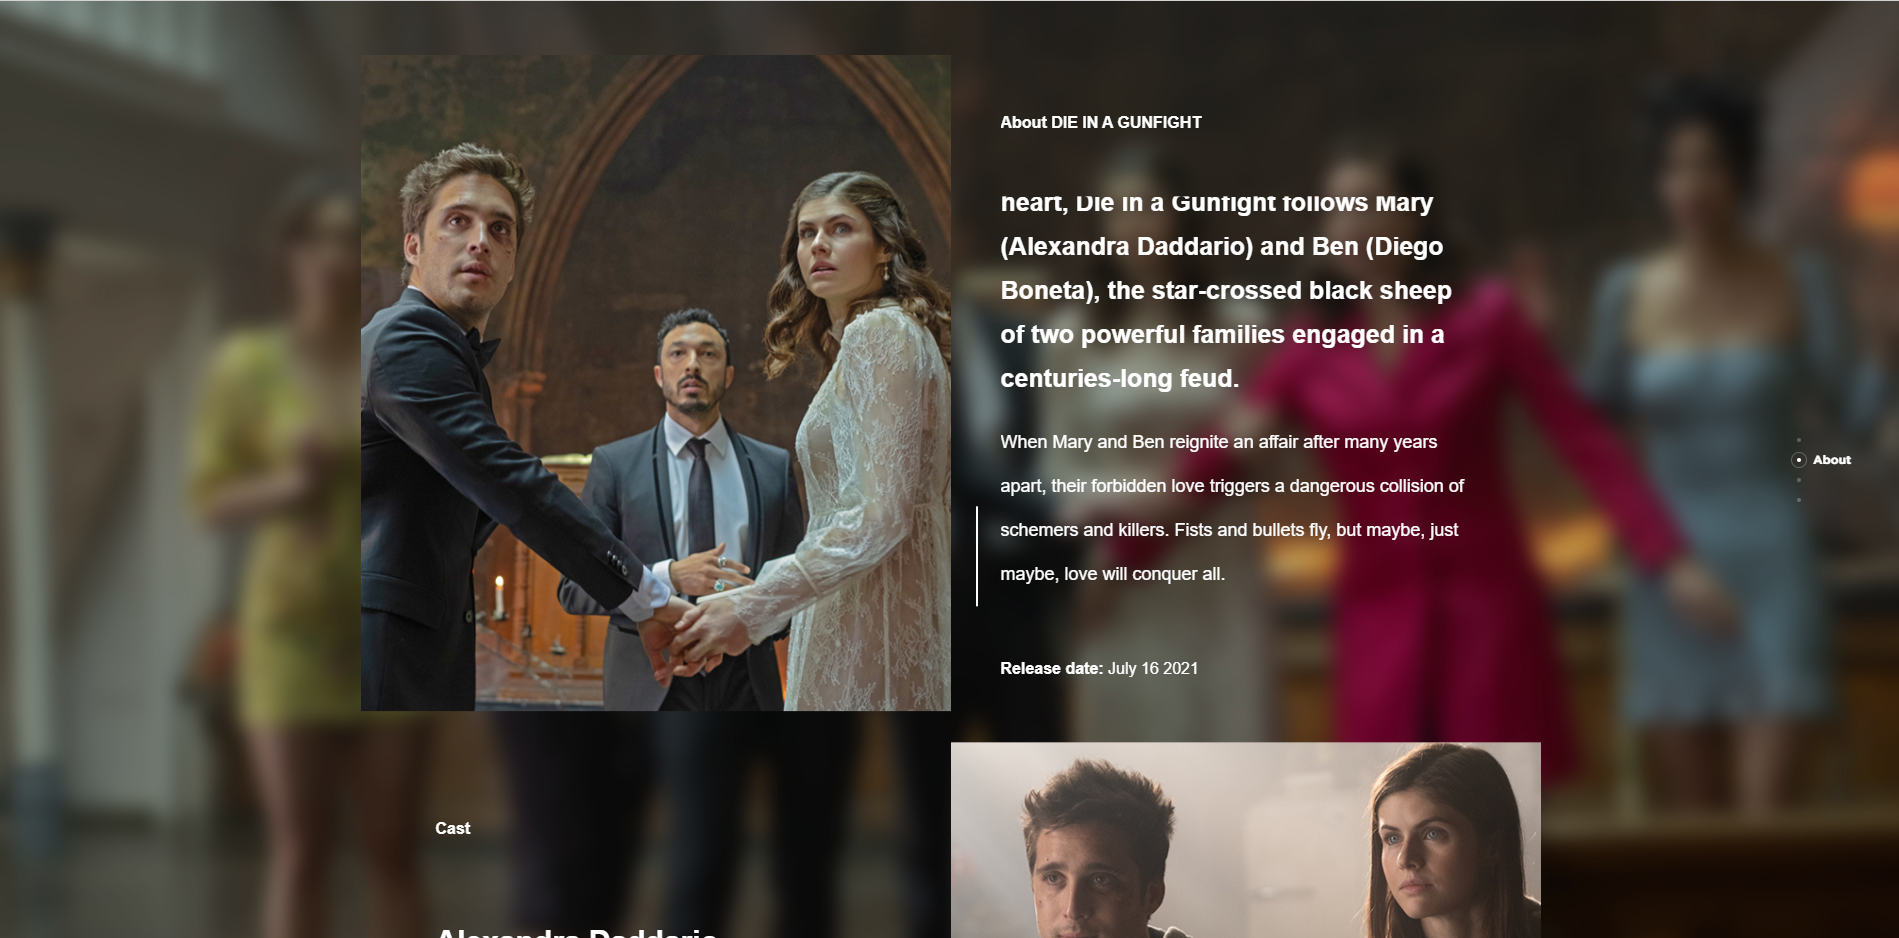 About DIE IN A GUNFIGHT
heart, Die in a Gunfight follows Mary
(Alexandra Daddario) and Ben (Diego
Boneta), the star-crossed black sheep
of two powerful families engaged in a
centuries-long feud.
When Mary and Ben reignite an affair after many years
apart, their forbidden love triggers a dangerous collision of
schemers and killers. Fists and bullets fly, but maybe, just
maybe, love will conquer all.
About
Release date: July 16 2021
Cast
Alexandra Daddario